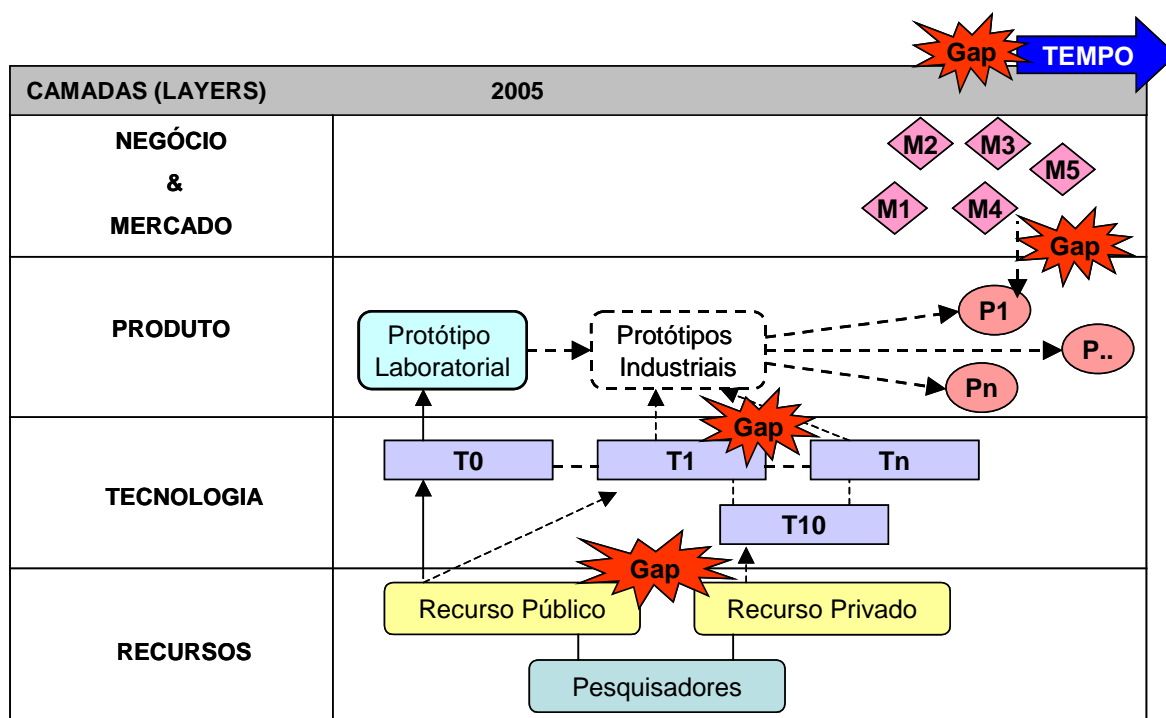 Gap
TEMPO
CAMADAS (LAYERS)
2005
NEGÓCIO
&
MERCADO
M2
M3
M5
M1
M4
Gap
PRODUTO
Protótipo
Laboratorial
Protótipos
Industriais
P1
P..
Pn
Gap
TECNOLOGIA
T0
T1
Tn
T10
Gap
RECURSOS
Recurso Público
Recurso Privado
Pesquisadores